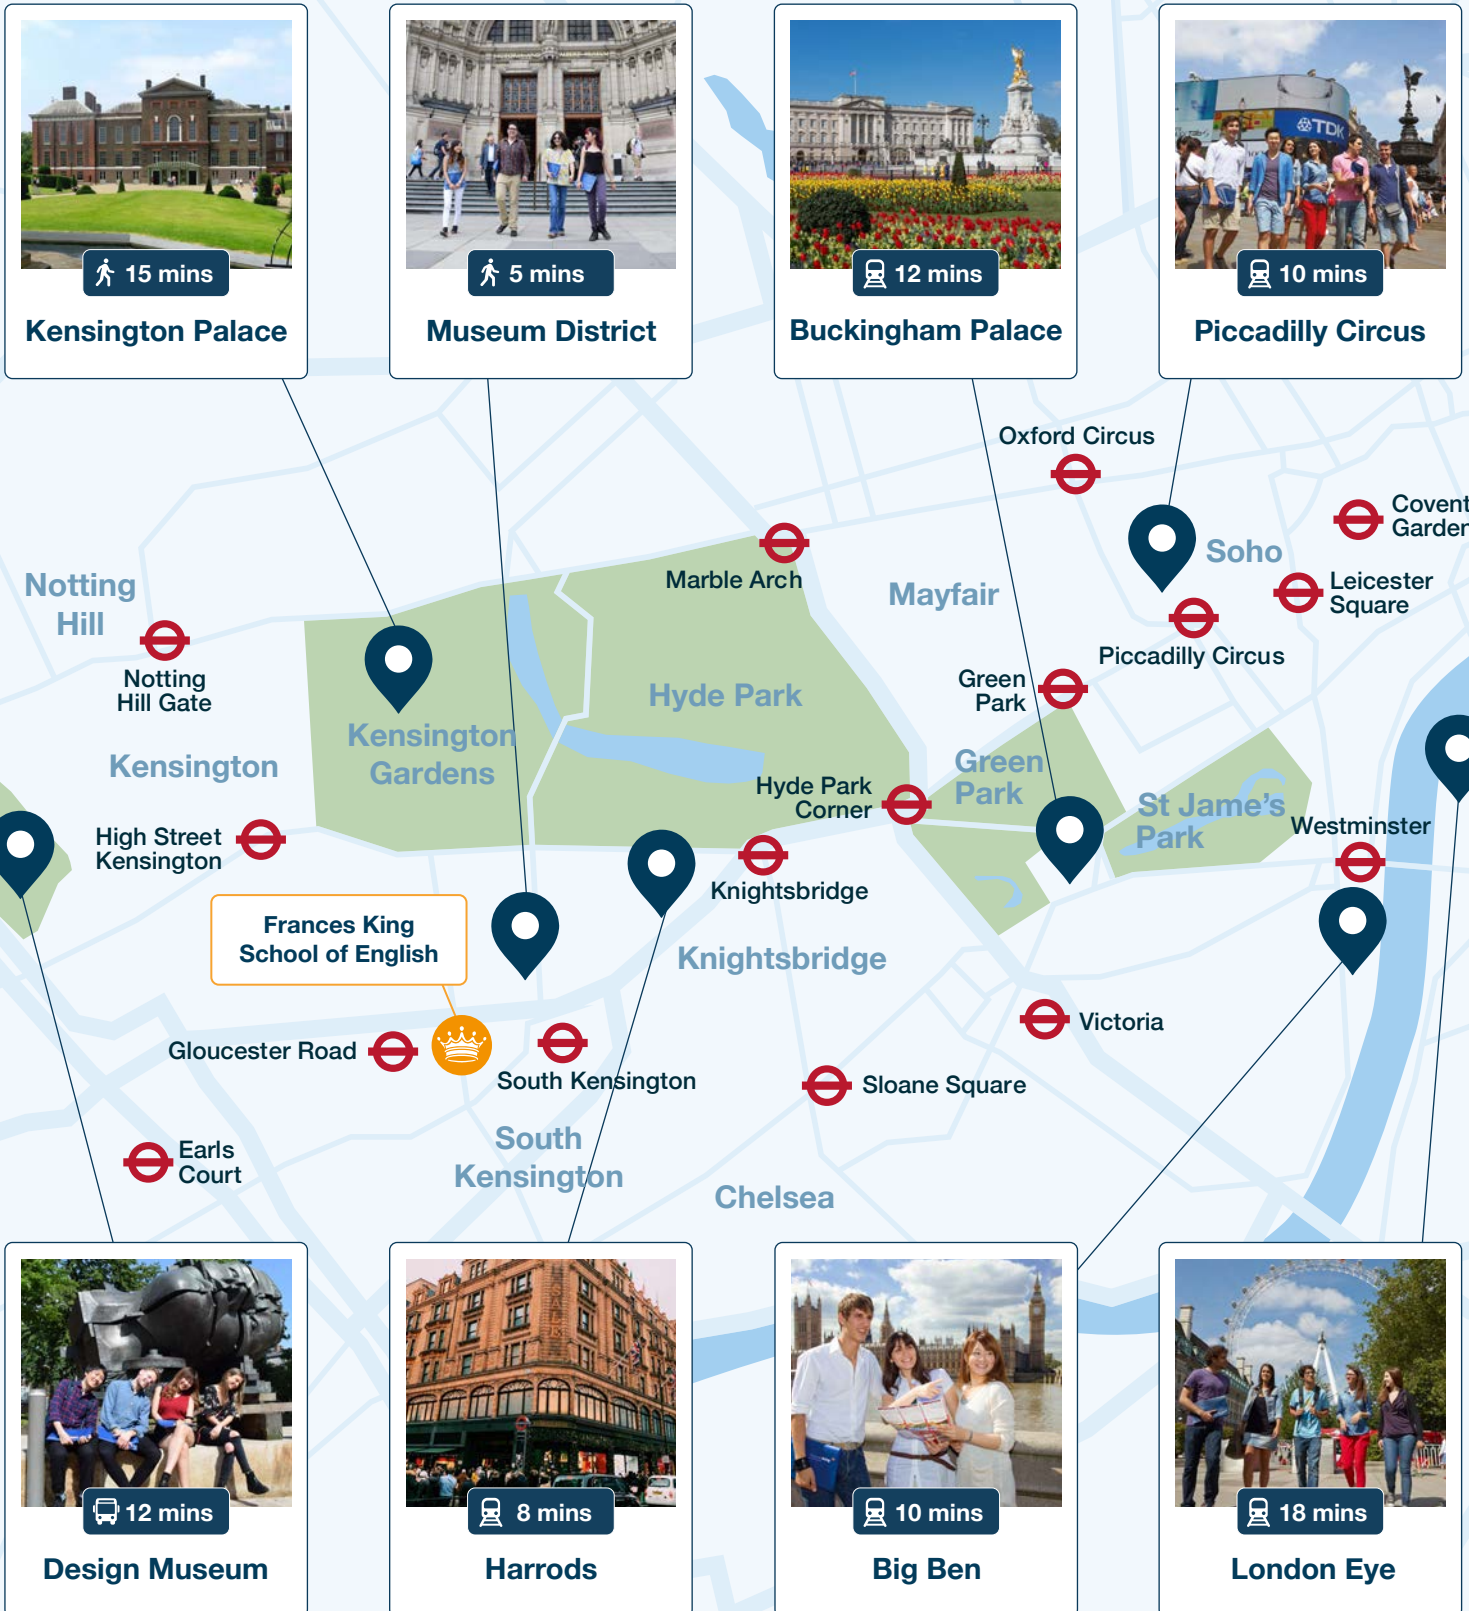 15 mins
Kensington Palace
5 mins
Museum District
12 mins
Buckingham Palace
TDK
10 mins
Piccadilly Circus
Oxford Circus
Covent
Garden
Soho
Marble Arch
Notting
Hill
Mayfair
Leicester
Square
Notting
Hill Gate
Piccadilly Circus
Hyde Park
Green
Park
Kensington
Gardens
Kensington
Green
Park
Hyde Park
Corner
St Jame's
Park
Westminster
High Street
Kensington
Knightsbridge
Frances King
School of English
Knightsbridge
Victoria
Gloucester Road
South Kensington
Sloane Square
Earls
Court
South
Kensington
Chelsea
12 mins
Design Museum
HARRODS
8 mins
Harrods
10 mins
Big Ben
18 mins
London Eye